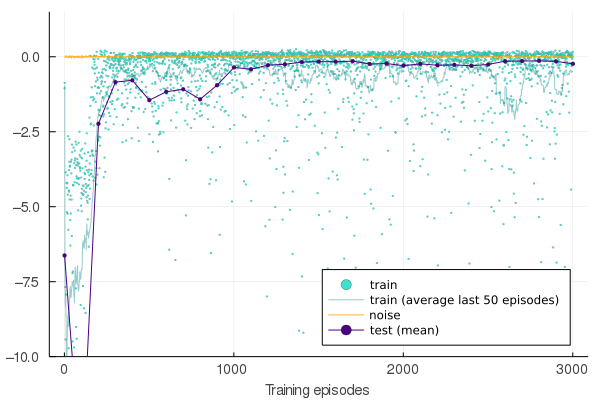 0.0
−2.5
−5.0
−7.5
−10.0
train
train (average last 50 episodes)
noise
test (mean)
0 1000 2000 3000
Training episodes